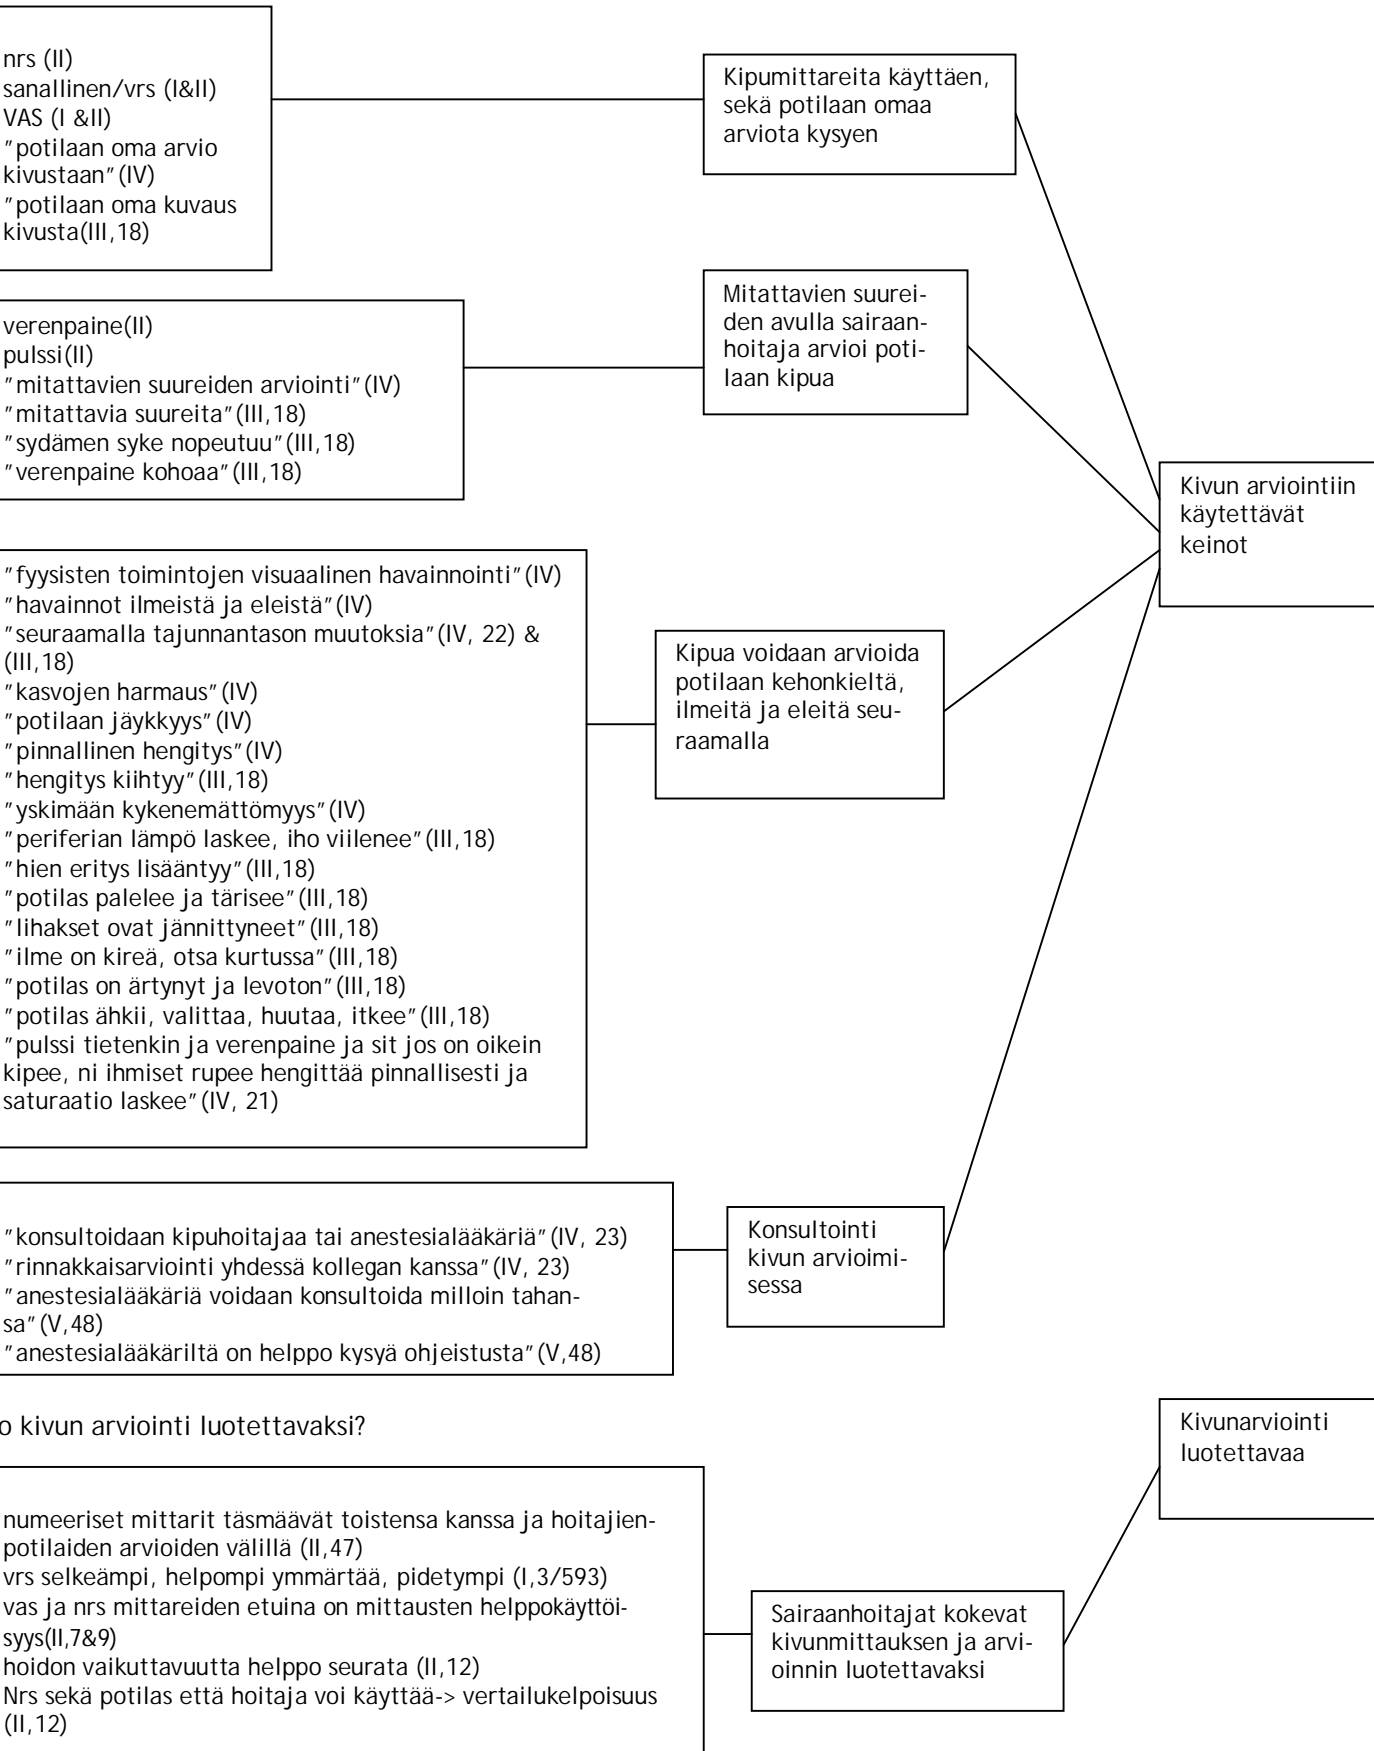 nrs (II)
sanallinen/vrs (I&II)
VAS (I &II)
"potilaan oma arvio
kivustaan"(IV)
"potilaan oma kuvaus
kivusta(III,18)
Kipumittareita käyttäen,
sekä potilaan omaa
arviota kysyen
verenpaine(II)
pulssi(II)
"mitattavien suureiden arviointi"(IV)
"mitattavia suureita"(III,18)
"sydämen syke nopeutuu"(III,18)
"verenpaine kohoaa"(III,18)
Mitattavien suurei-
den avulla sairaan-
hoitaja arvioi poti-
laan kipua
Kivun arviointiin
käytettävät
keinot
"fyysisten toimintojen visuaalinen havainnointi"(IV)
"havainnot ilmeistä ja eleistä"(IV)
"seuraamalla tajunnantason muutoksia"(IV, 22) &
(III,18)
"kasvojen harmaus"(IV)
"potilaan jäykkyys"(IV)
"pinnallinen hengitys"(IV)
"hengitys kiihtyy"(III,18)
"yskimään kykenemättömyys"(IV)
"periferian lämpö laskee, iho viilenee"(III,18)
"hien eritys lisääntyy"(III,18)
"potilas palelee ja tärisee"(III,18)
"lihakset ovat jännittyneet"(III,18)
"ilme on kireä, otsa kurtussa"(III,18)
"potilas on ärtynyt ja levoton"(III,18)
"potilas ähkii, valittaa, huutaa, itkee"(III,18)
"pulssi tietenkin ja verenpaine ja sit jos on oikein
kipee, ni ihmiset rupee hengittää pinnallisesti ja
saturaatio laskee"(IV, 21)
Kipua voidaan arvioida
potilaan kehonkieltä,
ilmeitä ja eleitä seu-
raamalla
"konsultoidaan kipuhoitajaa tai anestesialääkäriä"(IV, 23)
"rinnakkaisarviointi yhdessä kollegan kanssa"(IV, 23)
"anestesialääkäriä voidaan konsultoida milloin tahan-
sa"(V,48)
"anestesialääkäriltä on helppo kysyä ohjeistusta"(V,48)
Konsultointi
kivun arvioimi-
sessa
o kivun arviointi luotettavaksi?
Kivunarviointi
luotettavaa
numeeriset mittarit täsmäävät toistensa kanssa ja hoitajien-
potilaiden arvioiden välillä (II,47)
vrs selkeämpi, helpompi ymmärtää, pidetympi (I,3/593)
vas ja nrs mittareiden etuina on mittausten helppokäyttöi-
syys(II,7&9)
hoidon vaikuttavuutta helppo seurata (II,12)
Nrs sekä potilas että hoitaja voi käyttää-> vertailukelpoisuus
(II,12)
Sairaanhoitajat kokevat
kivunmittauksen ja arvi-
oinnin luotettavaksi